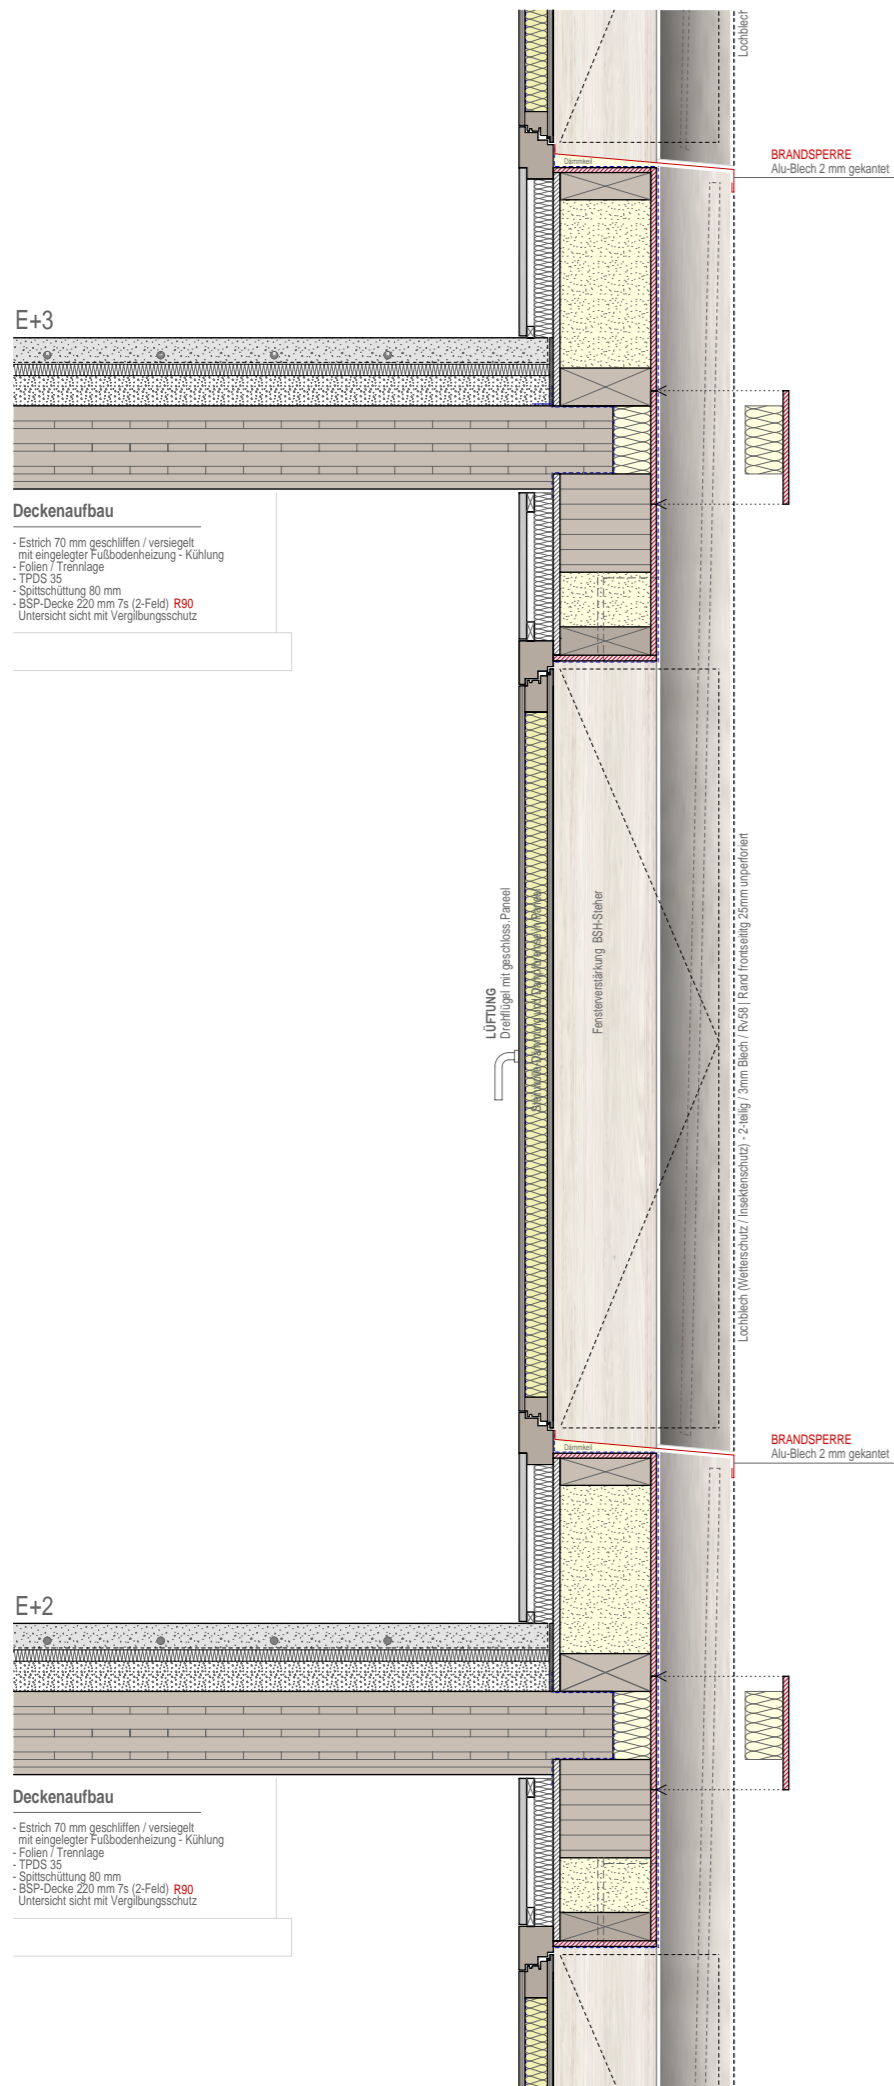 Lochblech
BRANDSPERRE
Alu-Blech 2 mm gekantet
Dämmkeil
E+3
Deckenaufbau
- Estrich 70 mm geschliffen / versiegelt
mit eingelegter Fußbodenheizung - Kühlung
- Folien / Trennlage
- TPDS 35
- Splittschüttung 80 mm
- BSP-Decke 220 mm 7s (2-Feld) R90
Untersicht sicht mit Vergilbungsschutz
LÜFTUNG
Drehflügel mit geschloss.Paneel
Fensterverstärkung BSH-Steher
Lochblech (Wetterschutz / Insektenschutz) - 2-teilig / 3mm Blech / Rv58 | Rand frontseitig 25mm unperforiert
BRANDSPERRE
Alu-Blech 2 mm gekantet
Dämmkeil
E+2
Deckenaufbau
- Estrich 70 mm geschliffen / versiegelt
mit eingelegter Fußbodenheizung - Kühlung
- Folien / Trennlage
- TPDS 35
- Splittschüttung 80 mm
- BSP-Decke 220 mm 7s (2-Feld) R90
Untersicht sicht mit Vergilbungsschutz